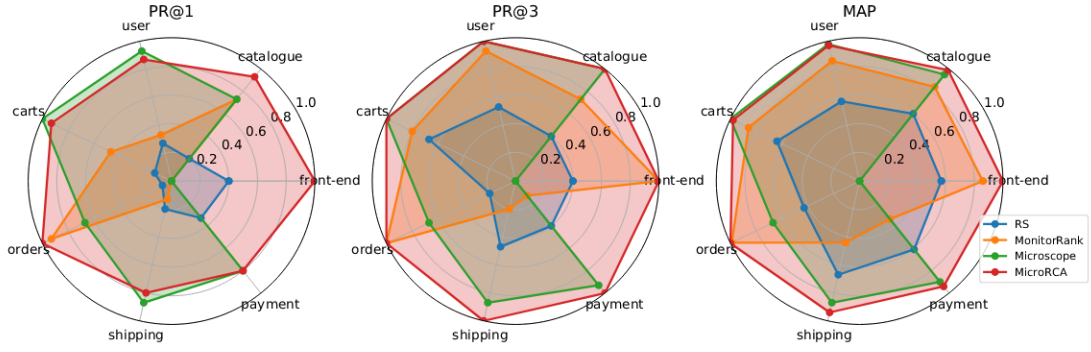 PR@1
user
catalogue
carts
front-end
orders
shipping
payment
0.2
0.4
0.6
0.8
1.0
PR@3
user
catalogue
carts
front-end
orders
shipping
payment
0.2
0.4
0.6
0.8
1.0
MAP
user
catalogue
carts
front-end
orders
shipping
payment
0.2
0.4
0.6
0.8
1.0
RS
MonitorRank
Microscope
MicroRCA